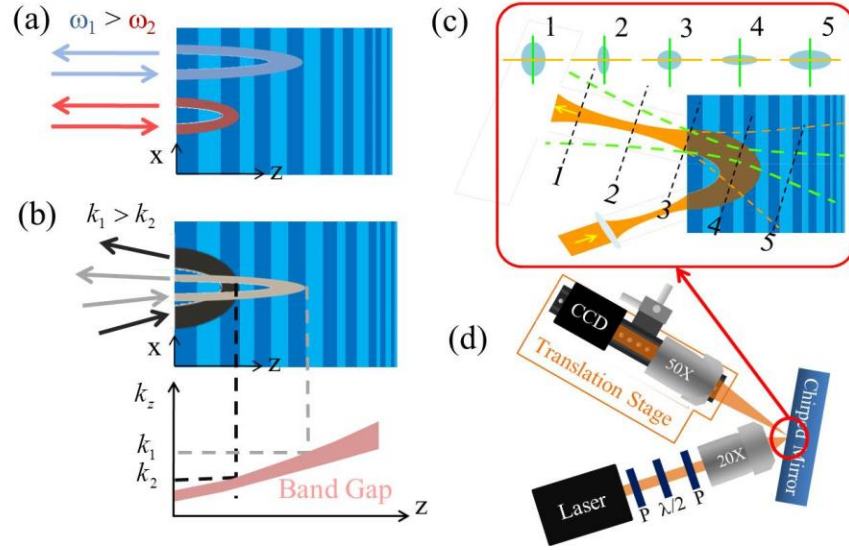 (a)
ω₁ > ω₂
x
z
(b)
k₁ > k₂
x
z
k_z
k₁
k₂
Band Gap
z
(c)
1 2 3 4 5
1
2
3
4
5
(d)
CCD
50X
Translation Stage
Chirped Mirror
20X
Laser
P
λ/2
P